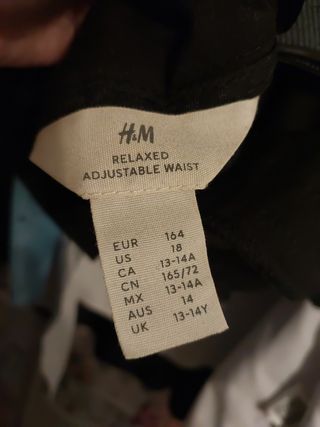 H&M
RELAXED
ADJUSTABLE WAIST
EUR 164
US 18
CA 13-14A
CN 165/72
MX 13-14A
AUS 14
UK 13-14Y